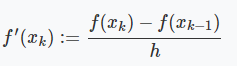 f'(x_k) := \frac{f(x_k) - f(x_{k-1})}{h}